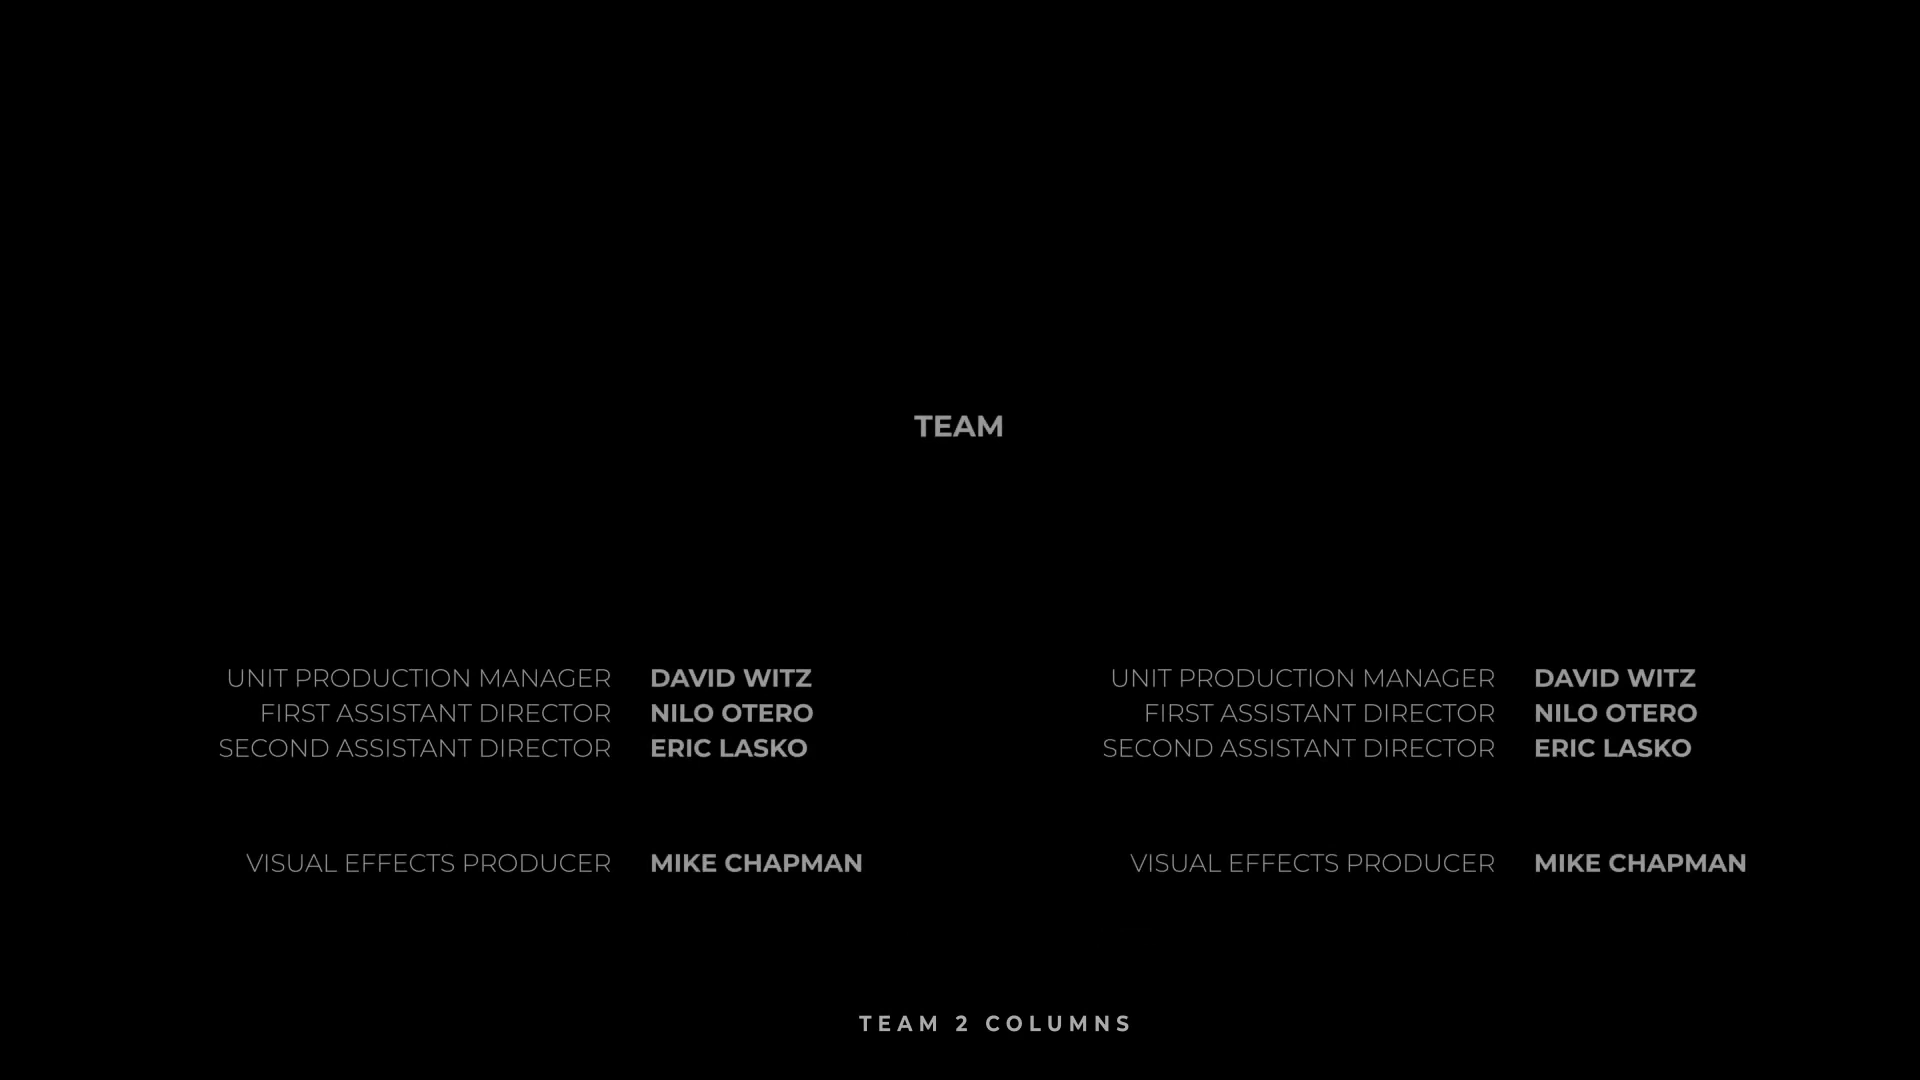 TEAM
UNIT PRODUCTION MANAGER DAVID WITZ
FIRST ASSISTANT DIRECTOR NILO OTERO
SECOND ASSISTANT DIRECTOR ERIC LASKO
VISUAL EFFECTS PRODUCER MIKE CHAPMAN
UNIT PRODUCTION MANAGER DAVID WITZ
FIRST ASSISTANT DIRECTOR NILO OTERO
SECOND ASSISTANT DIRECTOR ERIC LASKO
VISUAL EFFECTS PRODUCER MIKE CHAPMAN
TEAM 2 COLUMNS